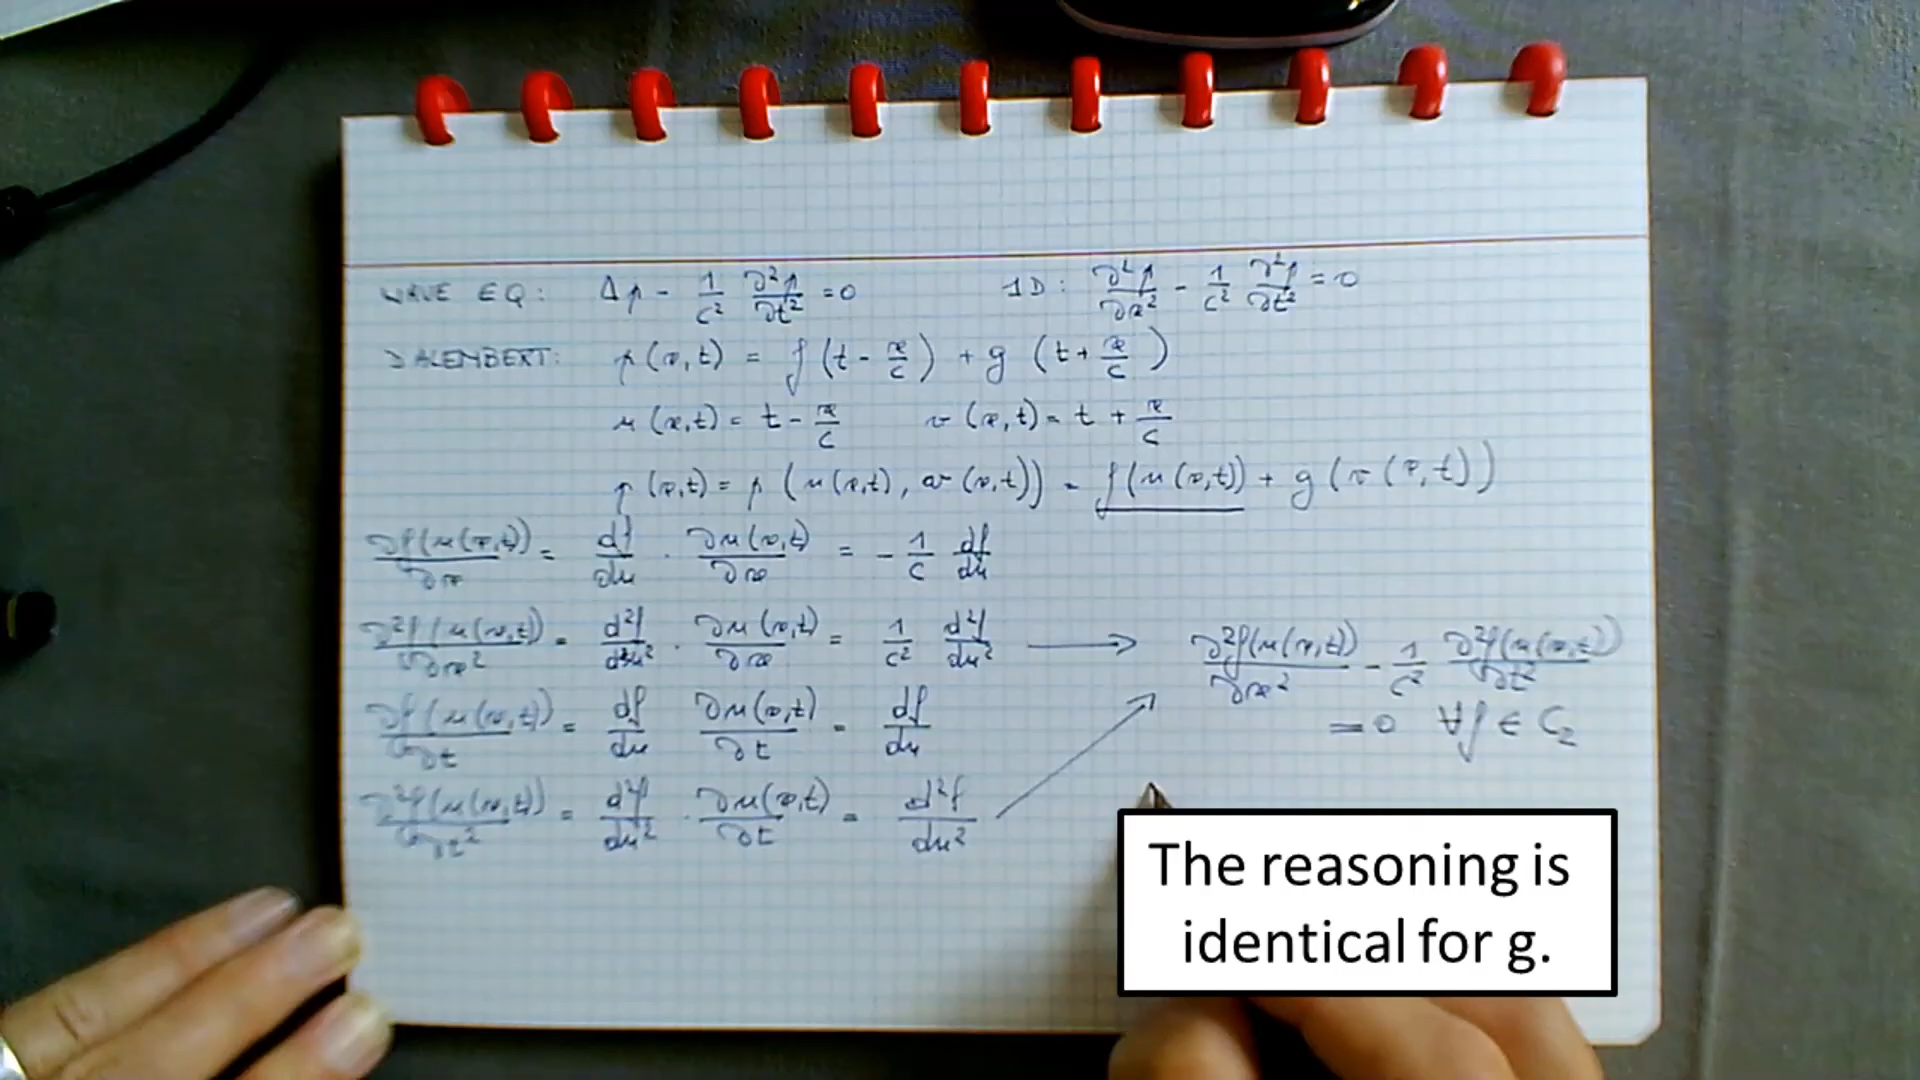 WAVE EQ: Δp - 1/c² ∂²p/∂t² = 0 1D: ∂²p/∂x² - 1/c² ∂²p/∂t² = 0
DALEMBERT: p(x,t) = f(t - x/c) + g(t + x/c)
u(x,t) = t - x/c v(x,t) = t + x/c
p(x,t) = p(u(x,t), v(x,t)) = f(u(x,t)) + g(v(x,t))
∂f(u(x,t))/∂x = df/du · ∂u(x,t)/∂x = - 1/c df/du
∂²f(u(x,t))/∂x² = d²f/du² · ∂u(x,t)/∂x = 1/c² d²f/du² → ∂²f(u(x,t))/∂x² - 1/c² ∂²f(u(x,t))/∂t²
∂f(u(x,t))/∂t = df/du ∂u(x,t)/∂t = df/du
= 0 ∀f ∈ C₂
∂²f(u(x,t))/∂t² = d²f/du² · ∂u(x,t)/∂t = d²f/du²
The reasoning is
identical for g.